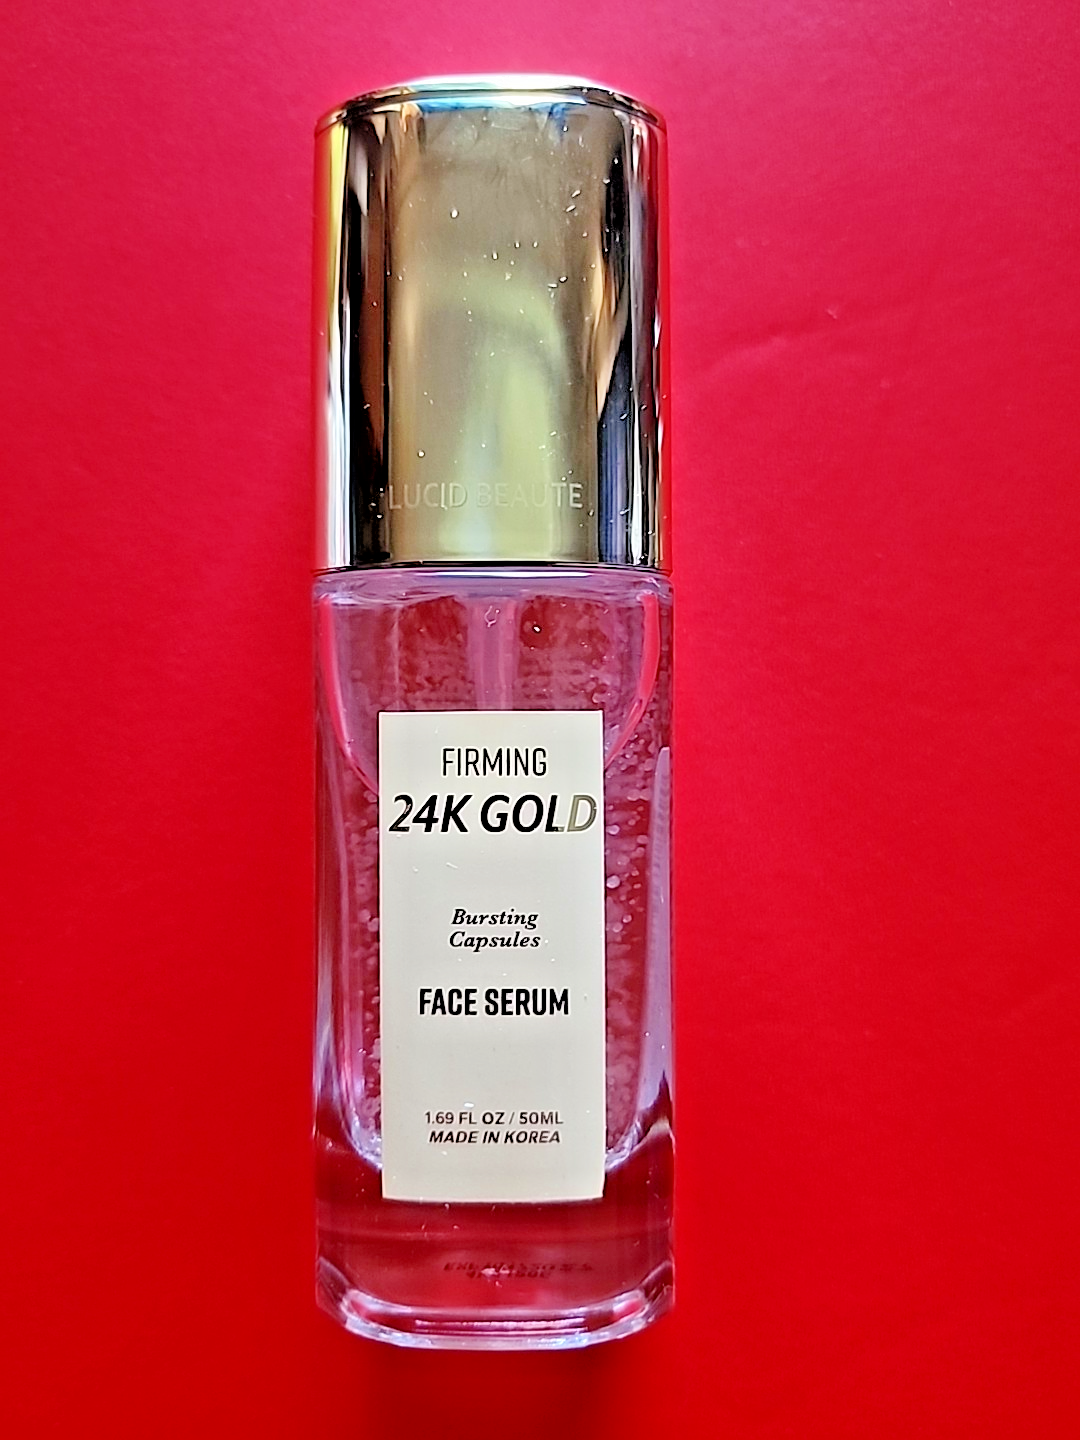 LUCID BEAUTE
FIRMING
24K GOLD
Bursting
Capsules
FACE SERUM
1.69 FL OZ / 50ML
MADE IN KOREA